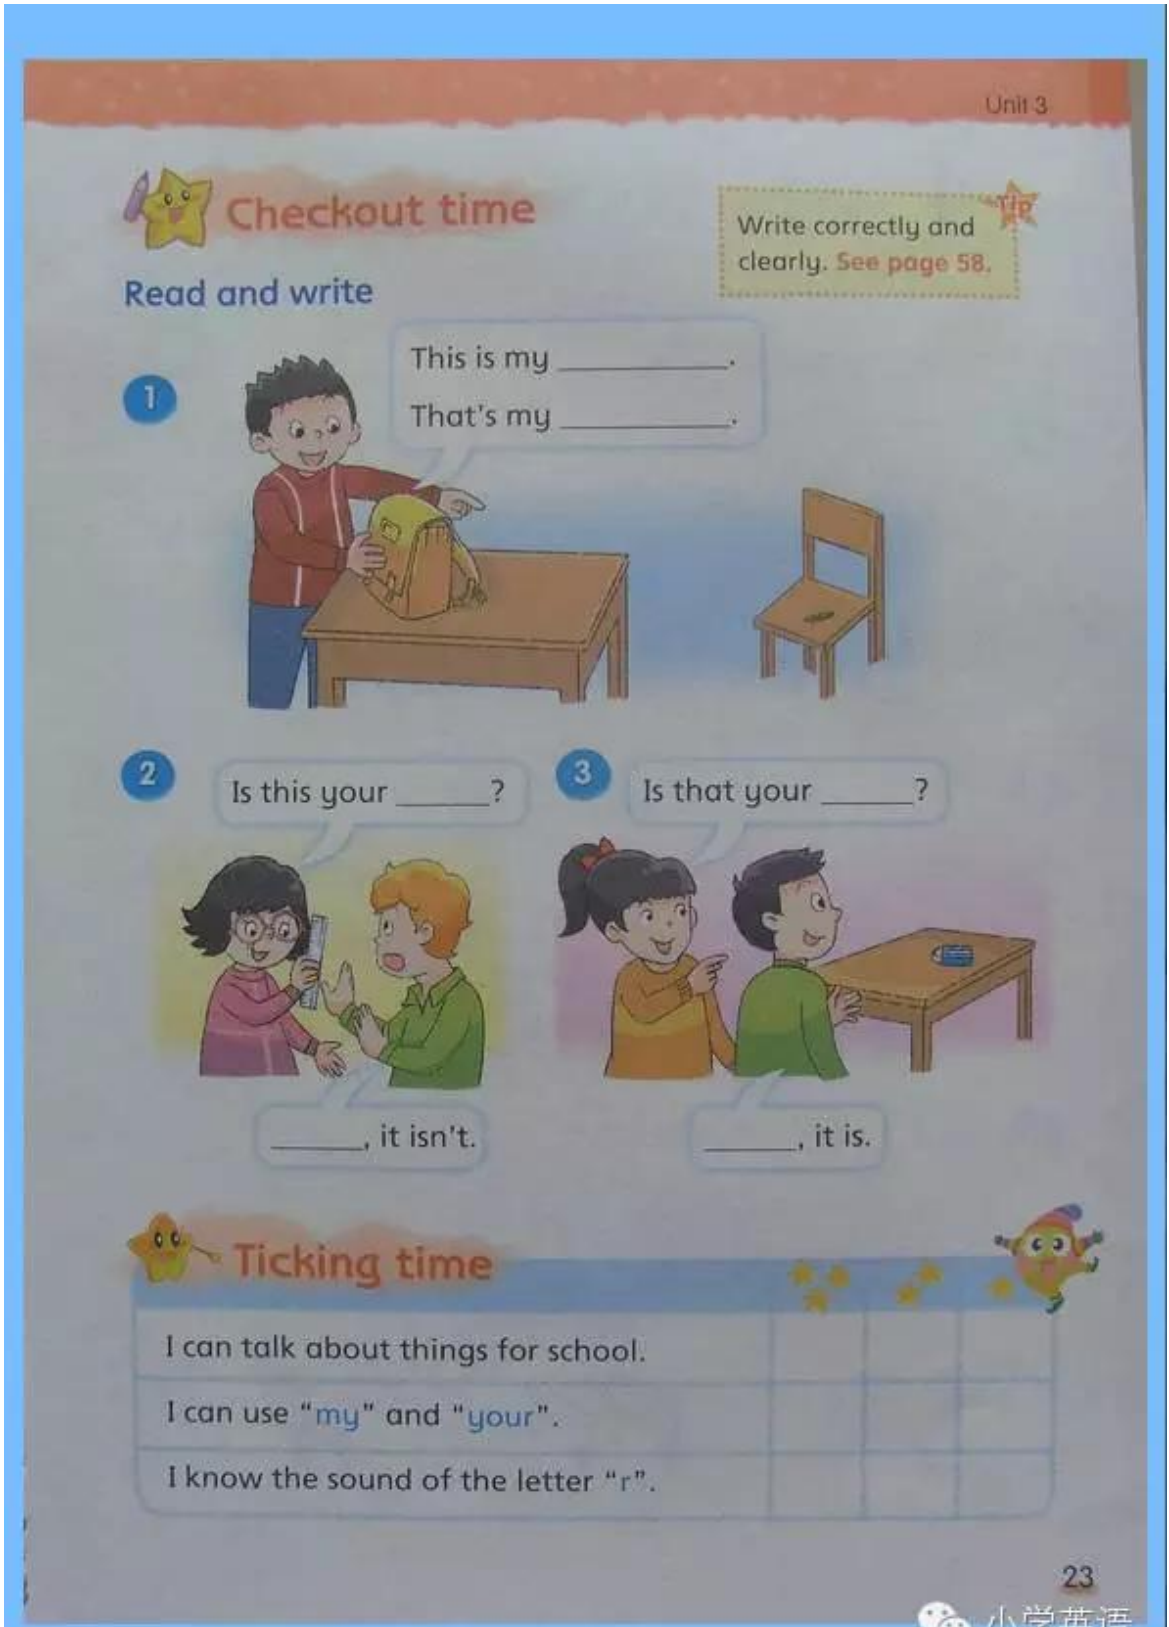 Unit 3
Checkout time
Tip
Write correctly and
clearly. See page 58.
Read and write
1
This is my __________.
That's my __________.
2
Is this your ______?
3
Is that your ______?
______, it isn't.
______, it is.
Ticking time
I can talk about things for school.
I can use “my” and “your”.
I know the sound of the letter “r”.
23
小学英语